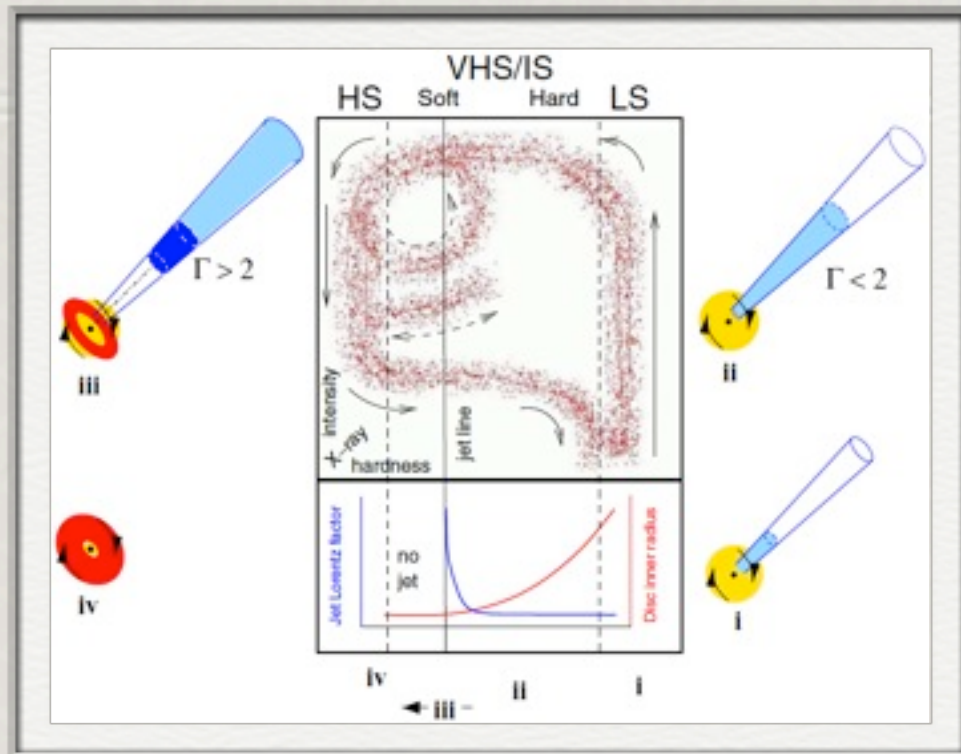 VHS/IS
HS Soft Hard LS
Γ > 2
Γ < 2
iii
ii
X-ray intensity
hardness
jet line
Jet Lorentz factor
no
jet
Disc inner radius
iv
i
iv ii i
iii